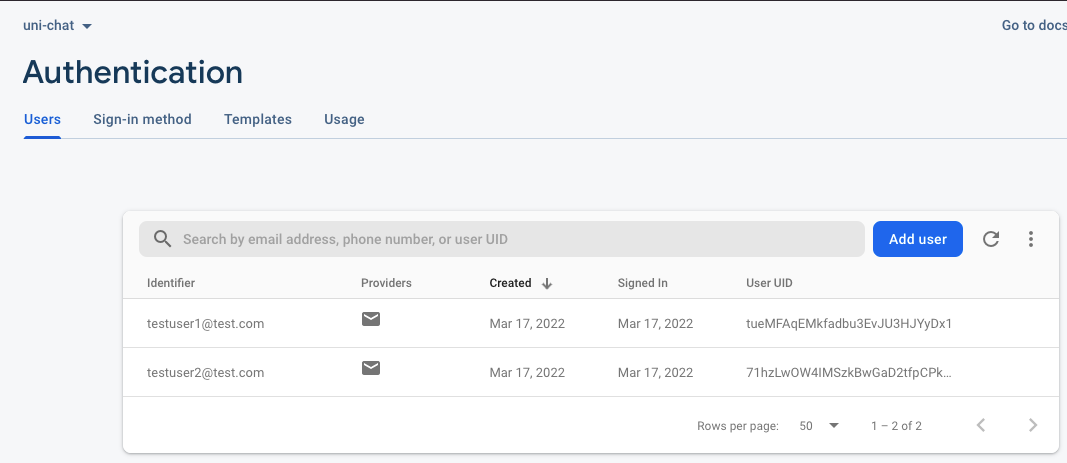 uni-chat
Go to docs
Authentication
Users Sign-in method Templates Usage
Search by email address, phone number, or user UID
Add user
Identifier Providers Created Signed In User UID
testuser1@test.com Mar 17, 2022 Mar 17, 2022 tueMFAqEMkfadbu3EvJU3HJYyDx1
testuser2@test.com Mar 17, 2022 Mar 17, 2022 71hzLwOW4IMSzkBwGaD2tfpCPk...
Rows per page: 50 1 – 2 of 2